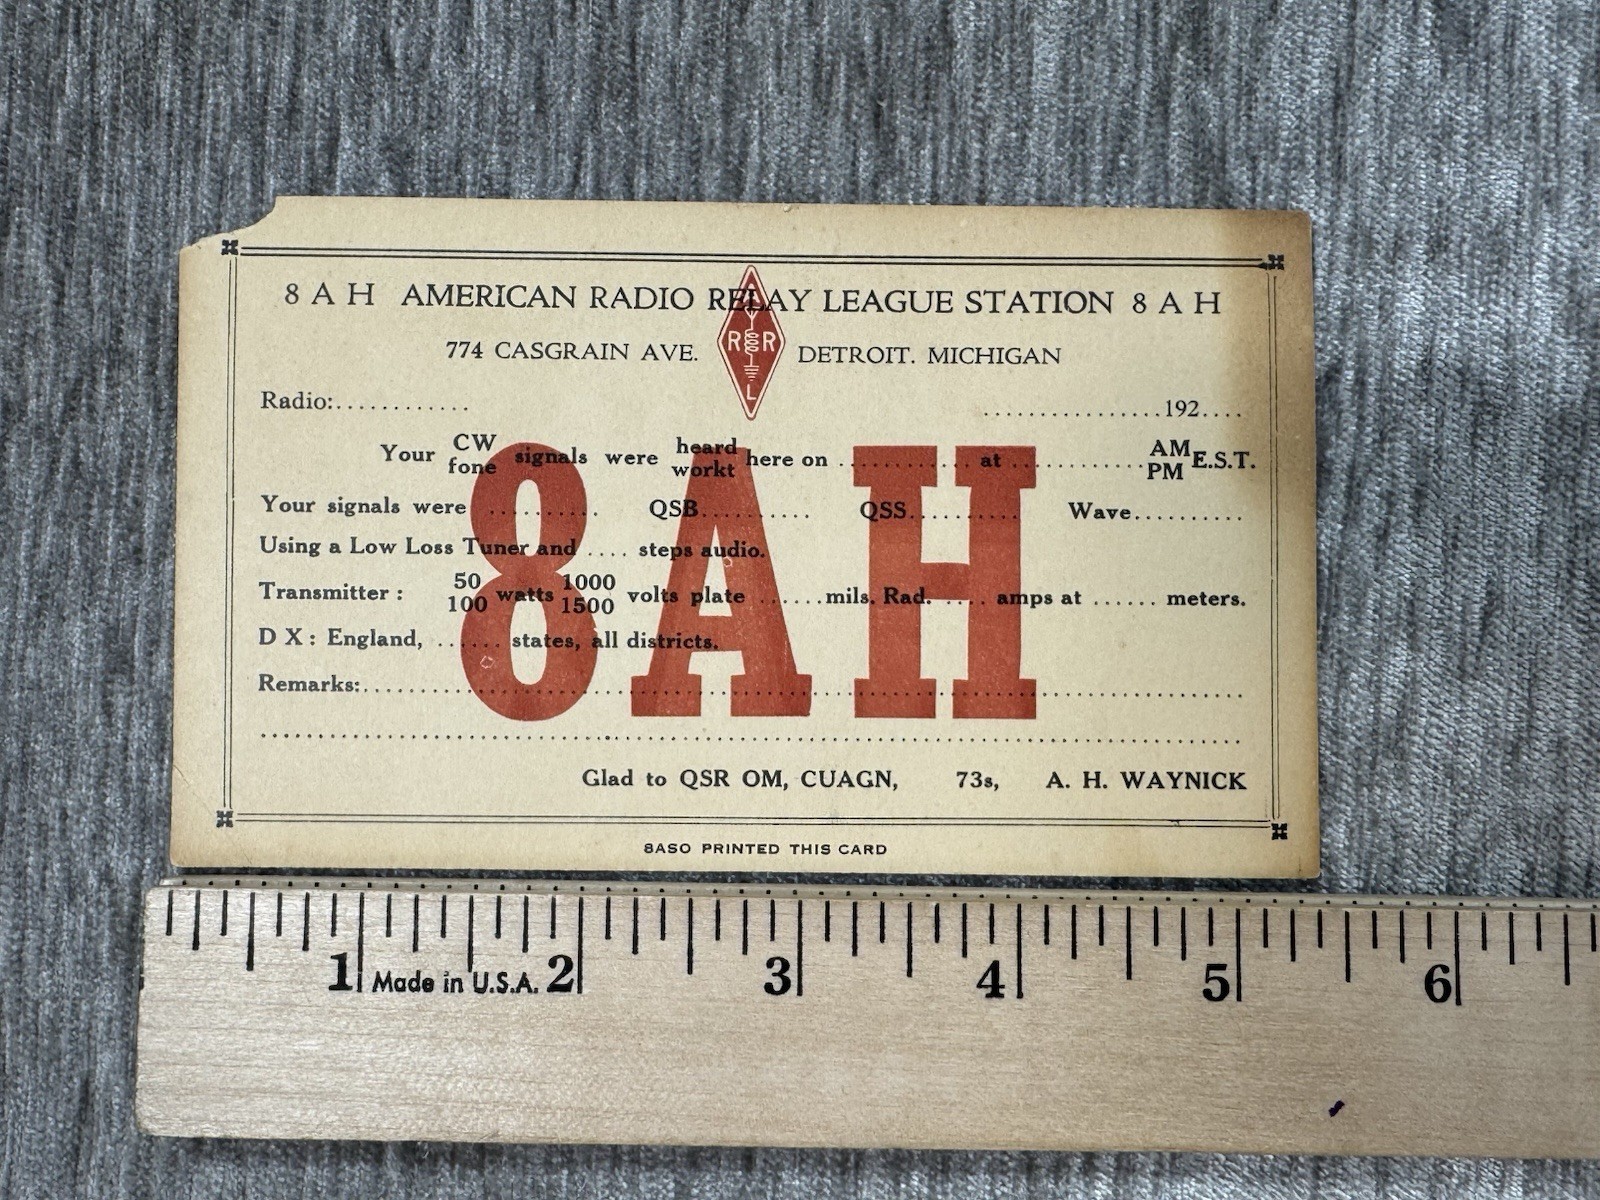 8 A H AMERICAN RADIO RELAY LEAGUE STATION 8 A H
A
R R
L
774 CASGRAIN AVE. DETROIT. MICHIGAN
Radio:............ ................192....
Your CW fone signals were heard workt here on ............ at ............ AM PM E.S.T.
Your signals were .......... QSB.......... QSS.......... Wave..........
Using a Low Loss Tuner and .... steps audio.
Transmitter : 50 100 watts 1000 1500 volts plate ......mils. Rad. .... amps at ...... meters.
D X : England, ...... states, all districts.
Remarks:..........
8AH
Glad to QSR OM, CUAGN, 73s, A. H. WAYNICK
8ASO PRINTED THIS CARD
1 Made in U.S.A. 2 3 4 5 6